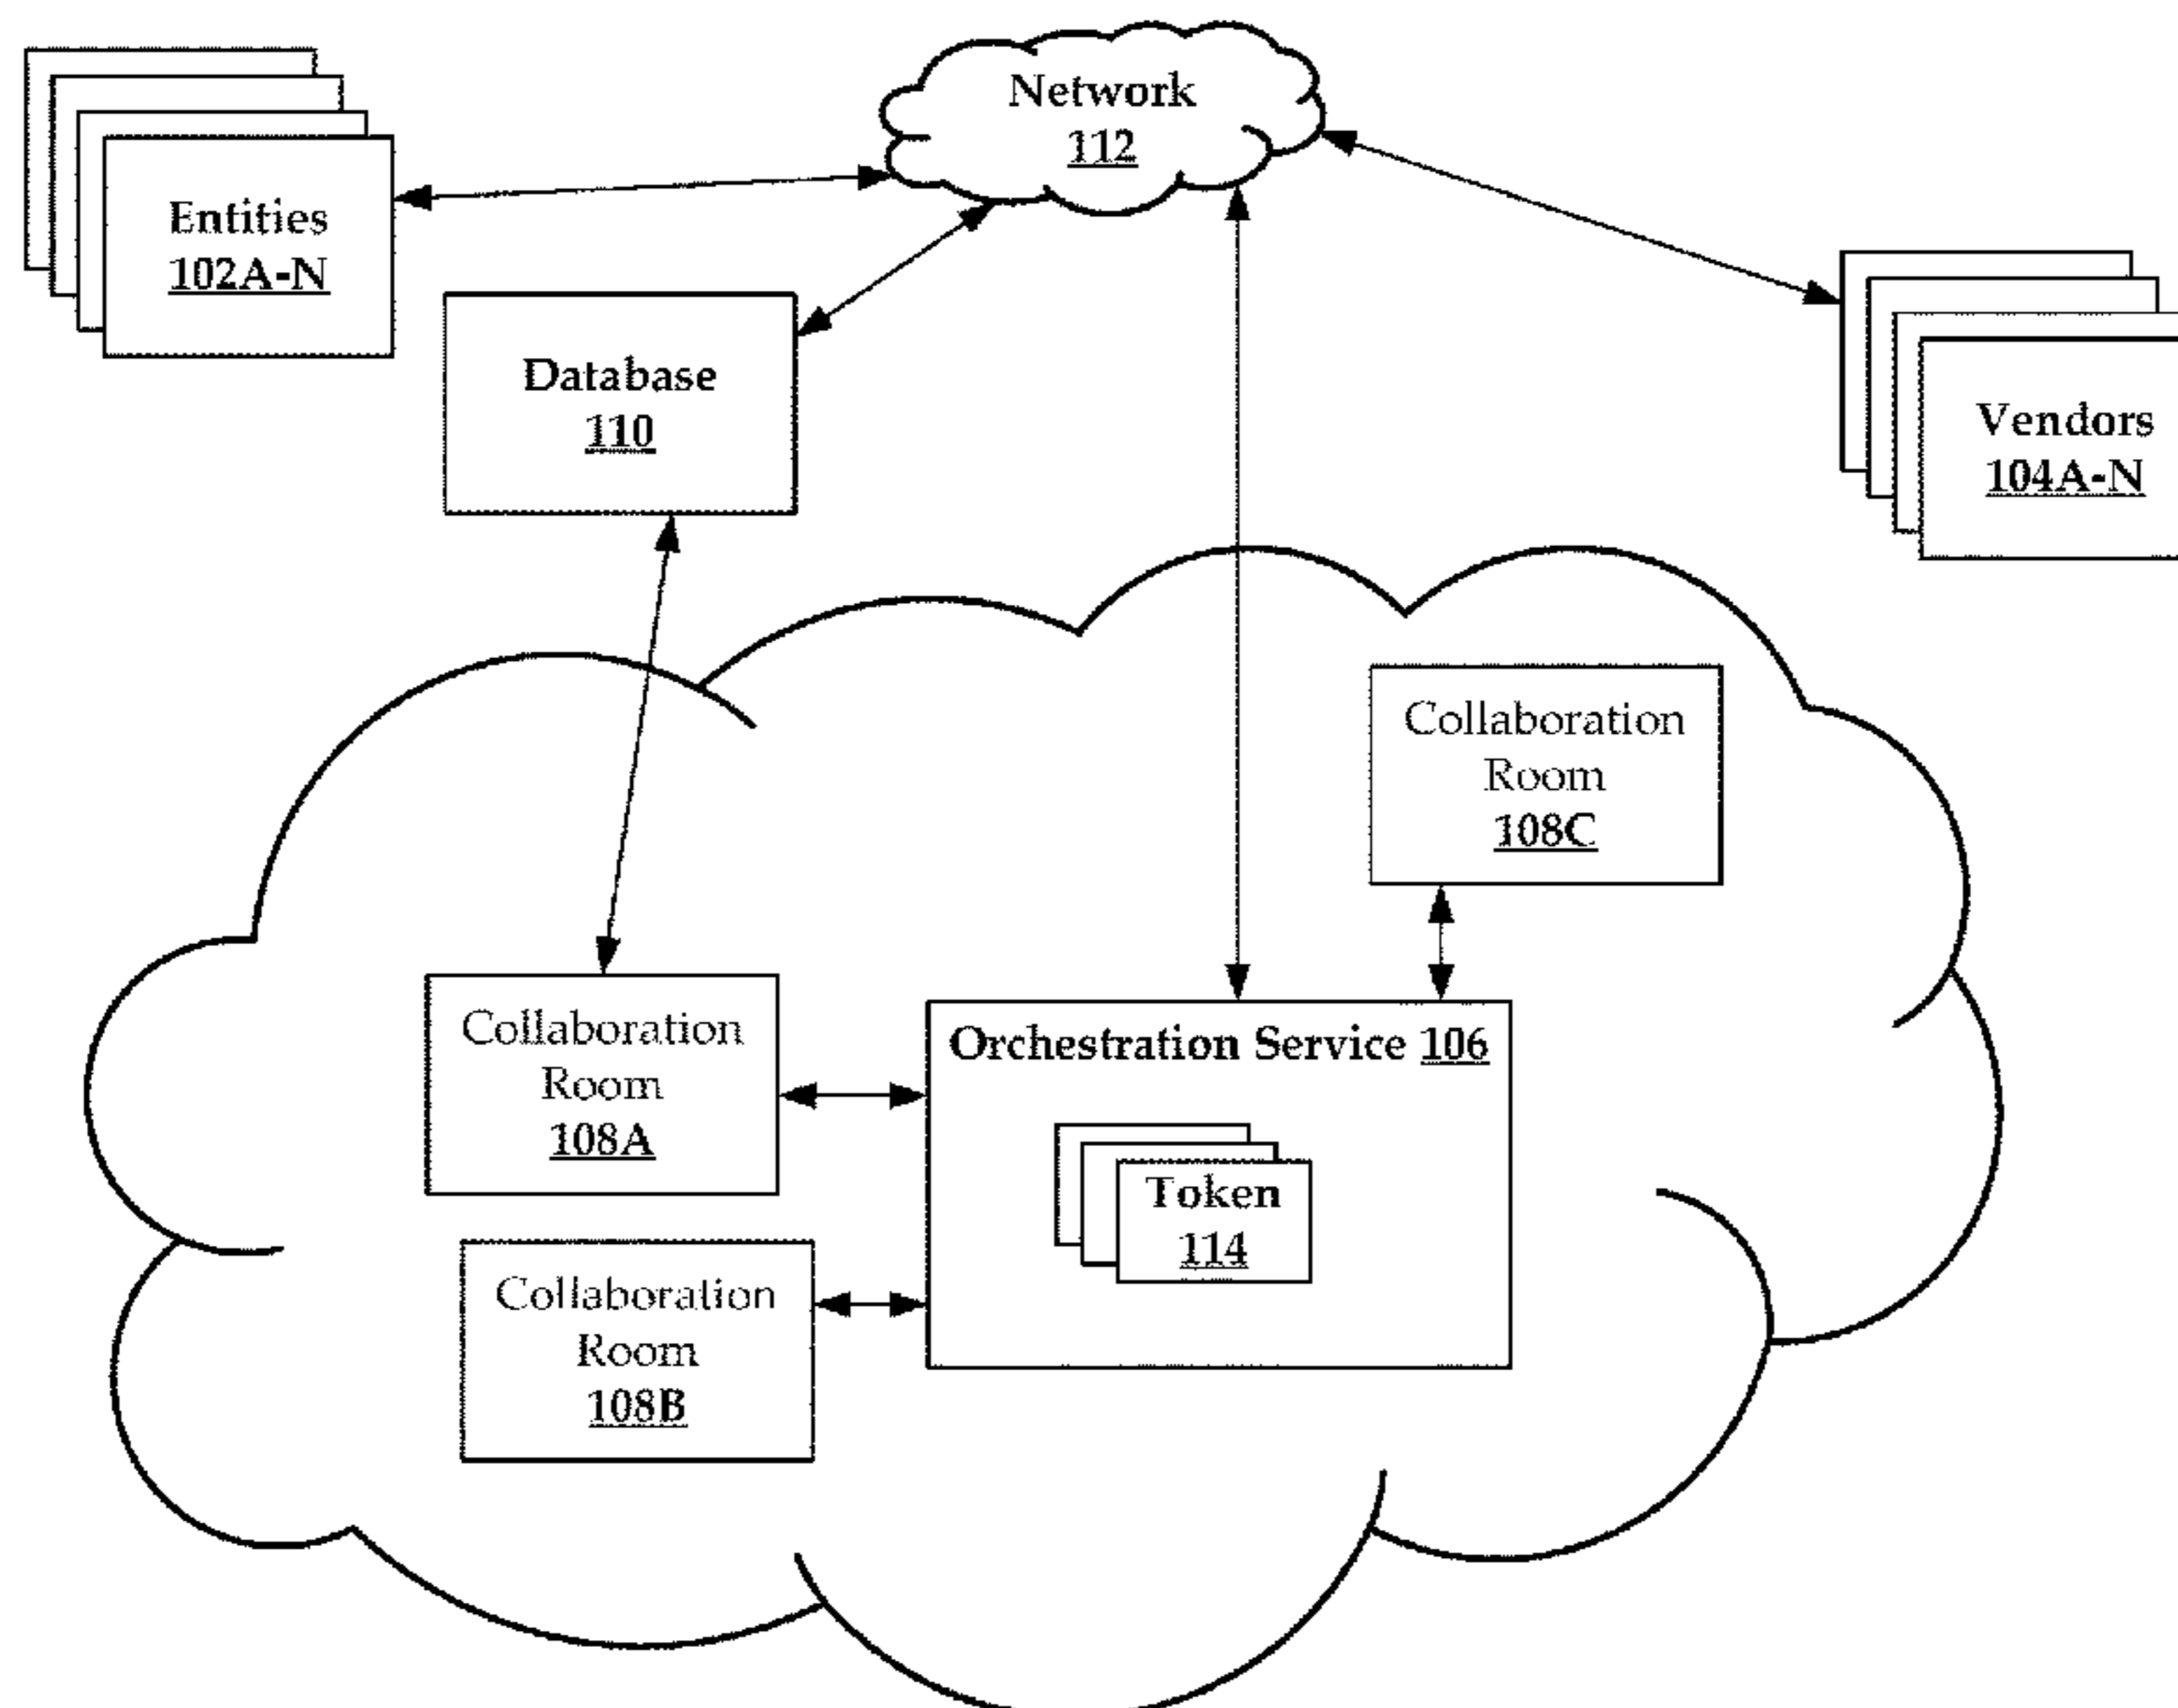 Network
112
Entities
102A-N
Database
110
Vendors
104A-N
Collaboration
Room
108C
Collaboration
Room
108A
Orchestration Service 106
Token
114
Collaboration
Room
108B